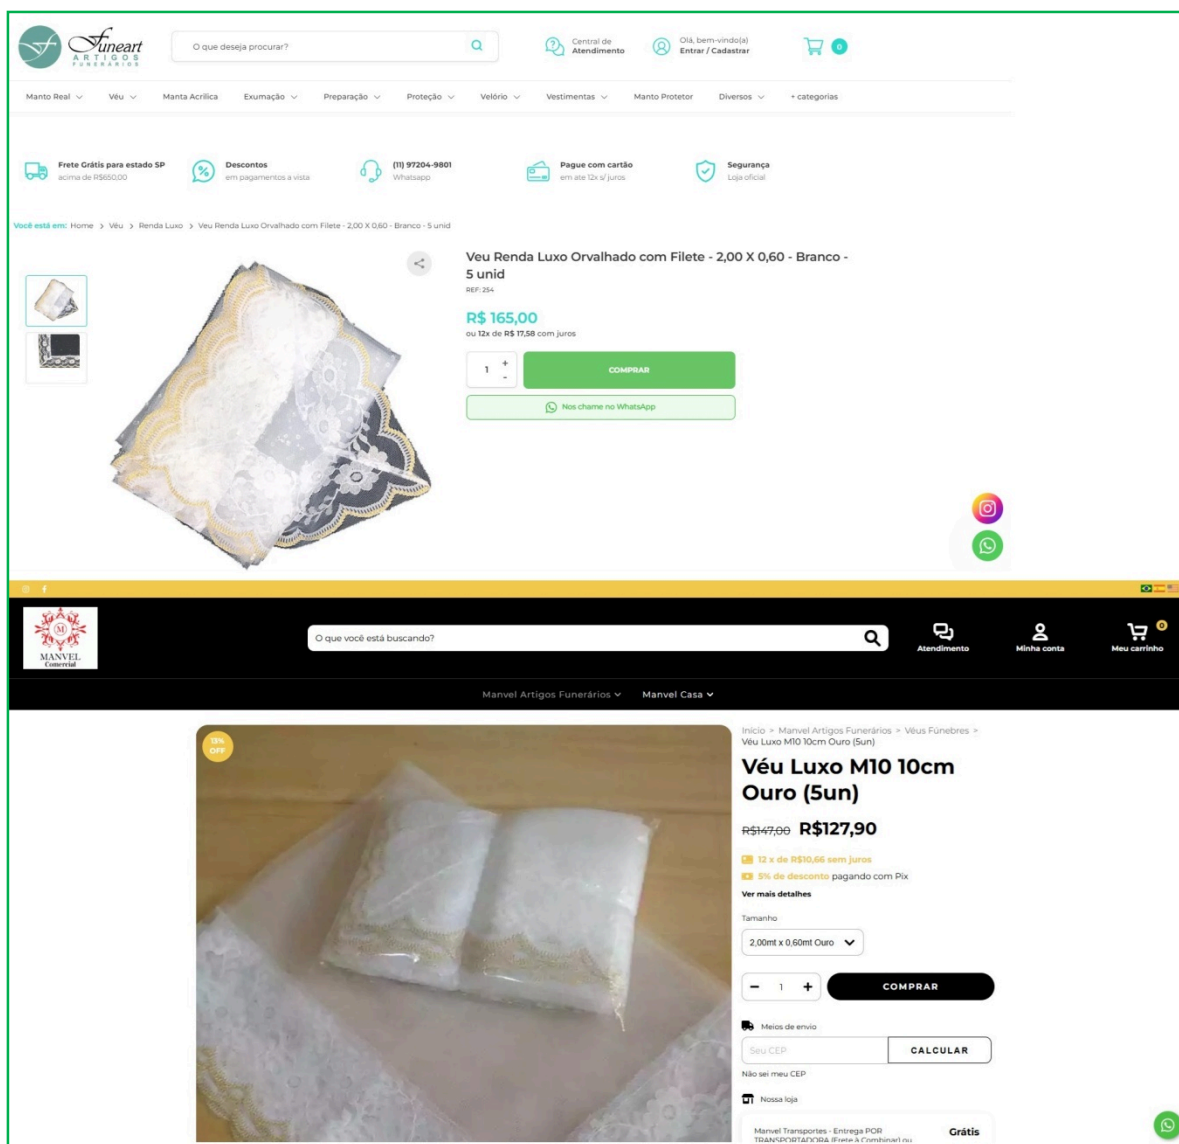 Funeart
ARTIGOS
FUNERÁRIOS
O que deseja procurar?
Central de
Atendimento
Olá, bem-vindo(a)
Entrar / Cadastrar
0
Manto Real Véu Manta Acrílica Exumação Preparação Proteção Velório Vestimentas Manto Protetor Diversos + categorias
Frete Grátis para estado SP
acima de R$650,00
Descontos
em pagamentos a vista
(11) 97204-9801
Whatsapp
Pague com cartão
em ate 12x s/ juros
Segurança
Loja oficial
Você está em: Home > Véu > Renda Luxo > Veu Renda Luxo Orvalhado com Filete - 2,00 X 0,60 - Branco - 5 unid
Veu Renda Luxo Orvalhado com Filete - 2,00 X 0,60 - Branco -
5 unid
REF: 254
R$ 165,00
ou 12x de R$ 17,58 com juros
1 + -
COMPRAR
Nos chame no WhatsApp
M
MANVEL
Comercial
O que você está buscando?
Atendimento
Minha conta
0
Meu carrinho
Manvel Artigos Funerários Manvel Casa
13%
OFF
Início > Manvel Artigos Funerários > Véus Fúnebres >
Véu Luxo M10 10cm Ouro (5un)
Véu Luxo M10 10cm
Ouro (5un)
R$147,00 R$127,90
12 x de R$10,66 sem juros
5% de desconto pagando com Pix
Ver mais detalhes
Tamanho
2,00mt x 0,60mt Ouro
- 1 +
COMPRAR
Meios de envio
Seu CEP
CALCULAR
Não sei meu CEP
Nossa loja
Manvel Transportes - Entrega POR
TRANSPORTADORA (Frete à Combinar) ou
Grátis